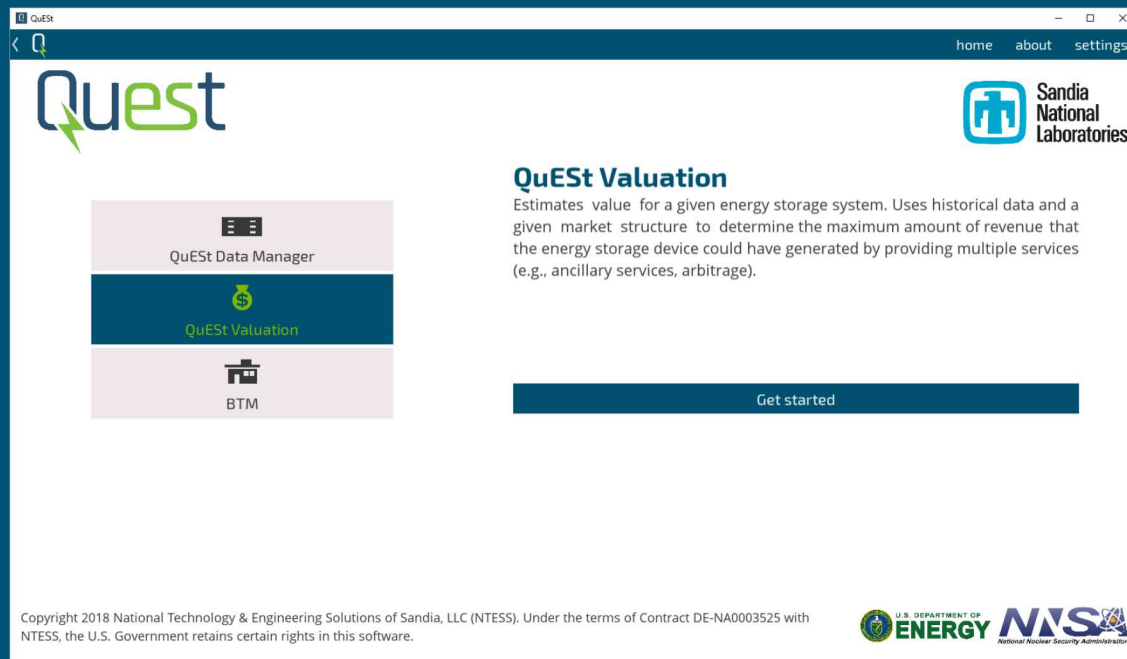 QuESt
home about settings
Quest
Sandia
National
Laboratories
QuESt Data Manager
QuESt Valuation
BTM
QuESt Valuation
Estimates value for a given energy storage system. Uses historical data and a
given market structure to determine the maximum amount of revenue that
the energy storage device could have generated by providing multiple services
(e.g., ancillary services, arbitrage).
Get started
Copyright 2018 National Technology & Engineering Solutions of Sandia, LLC (NTESS). Under the terms of Contract DE-NA0003525 with
NTESS, the U.S. Government retains certain rights in this software.
U.S. DEPARTMENT OF
ENERGY
NNSA
National Nuclear Security Administration